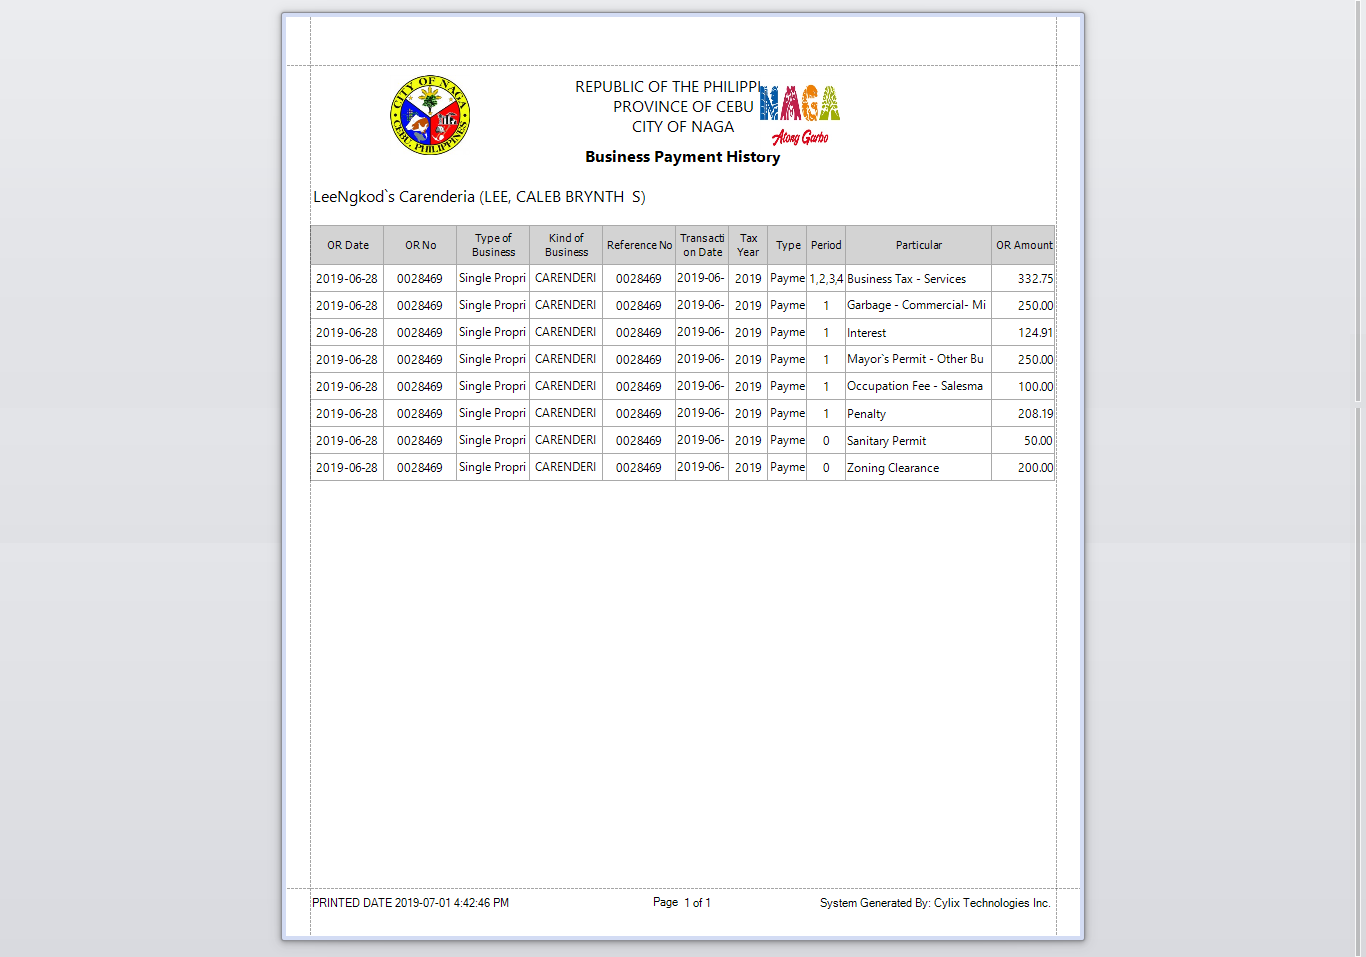 CITY OF NAGA
CEBU, PHILIPPINES
REPUBLIC OF THE PHILIPPI
PROVINCE OF CEBU
CITY OF NAGA
NAGA
Atong Garbo
Business Payment History
LeeNgkod`s Carenderia (LEE, CALEB BRYNTH  S)
OR Date OR No Type of Business Kind of Business Reference No Transacti on Date Tax Year Type Period Particular OR Amount
2019-06-28 0028469 Single Propri CARENDERI 0028469 2019-06- 2019 Payme 1,2,3,4 Business Tax - Services 332.75
2019-06-28 0028469 Single Propri CARENDERI 0028469 2019-06- 2019 Payme 1 Garbage - Commercial- Mi 250.00
2019-06-28 0028469 Single Propri CARENDERI 0028469 2019-06- 2019 Payme 1 Interest 124.91
2019-06-28 0028469 Single Propri CARENDERI 0028469 2019-06- 2019 Payme 1 Mayor`s Permit - Other Bu 250.00
2019-06-28 0028469 Single Propri CARENDERI 0028469 2019-06- 2019 Payme 1 Occupation Fee - Salesma 100.00
2019-06-28 0028469 Single Propri CARENDERI 0028469 2019-06- 2019 Payme 1 Penalty 208.19
2019-06-28 0028469 Single Propri CARENDERI 0028469 2019-06- 2019 Payme 0 Sanitary Permit 50.00
2019-06-28 0028469 Single Propri CARENDERI 0028469 2019-06- 2019 Payme 0 Zoning Clearance 200.00
PRINTED DATE 2019-07-01 4:42:46 PM Page 1 of 1 System Generated By: Cylix Technologies Inc.